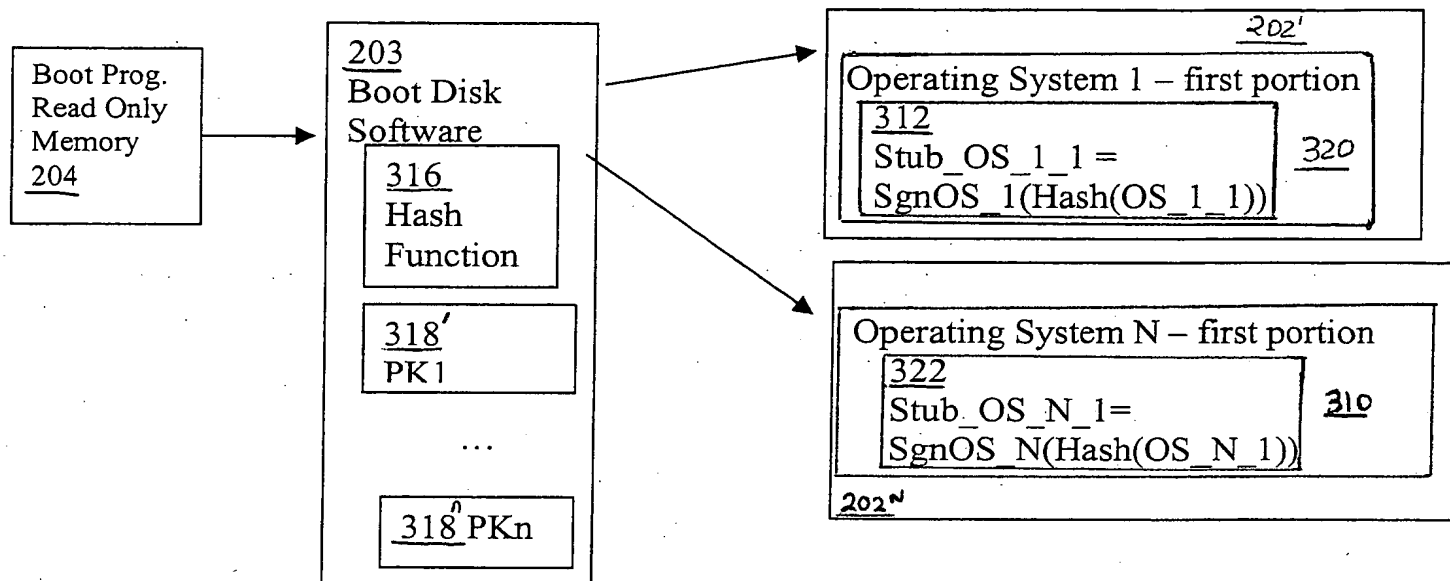 Boot Prog.
Read Only
Memory
204
203
Boot Disk
Software
316
Hash
Function
318'
PK1
...
318ⁿ PKn
202'
Operating System 1 – first portion
312
Stub_OS_1_1 =
SgnOS_1(Hash(OS_1_1))
320
Operating System N – first portion
322
Stub_OS_N_1=
SgnOS_N(Hash(OS_N_1))
310
202ᴺ